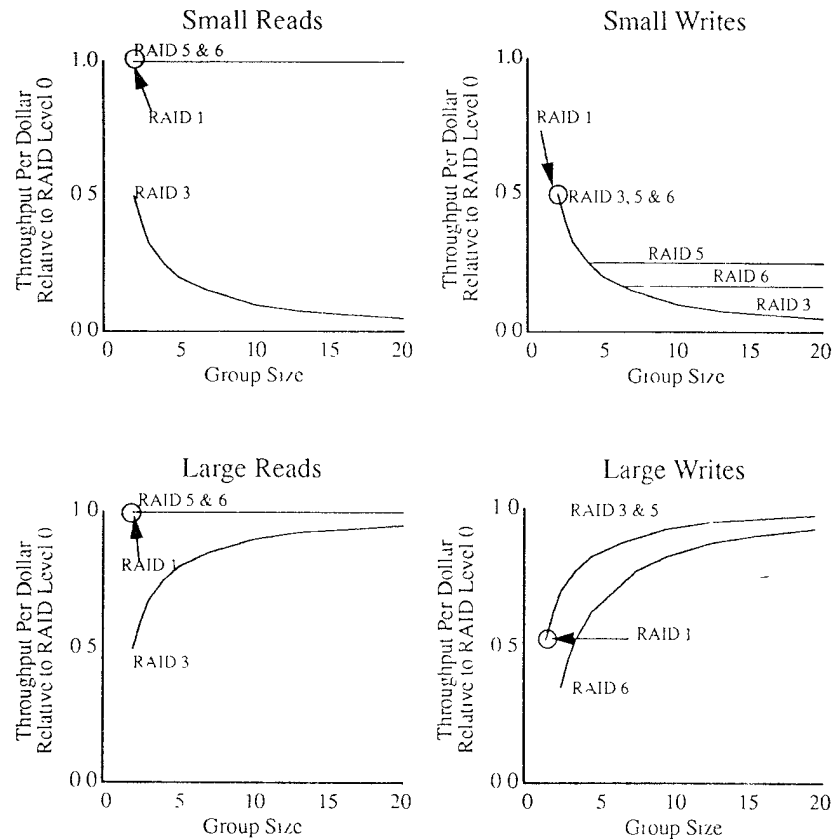 Small Reads
Throughput Per Dollar
Relative to RAID Level 0
1.0
0.5
0.0
RAID 5 & 6
RAID 1
RAID 3
0
5
10
15
20
Group Size
Small Writes
Throughput Per Dollar
Relative to RAID Level 0
1.0
0.5
0.0
RAID 1
RAID 3, 5 & 6
RAID 5
RAID 6
RAID 3
0
5
10
15
20
Group Size
Large Reads
Throughput Per Dollar
Relative to RAID Level 0
1.0
0.5
0.0
RAID 5 & 6
RAID 1
RAID 3
0
5
10
15
20
Group Size
Large Writes
Throughput Per Dollar
Relative to RAID Level 0
1.0
0.5
0.0
RAID 3 & 5
RAID 1
RAID 6
0
5
10
15
20
Group Size